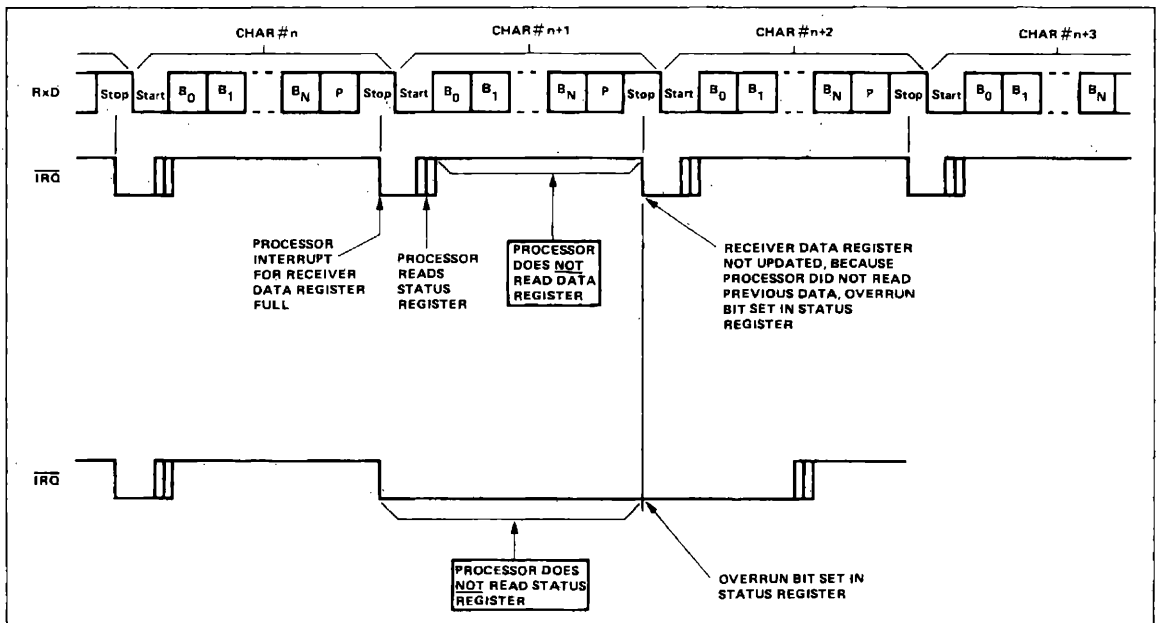 CHAR#n CHAR#n+1 CHAR#n+2 CHAR#n+3
RxD Stop Start B0 B1 BN P Stop Start B0 B1 BN P Stop Start B0 B1 BN P Stop Start B0 B1 BN
IRQ
PROCESSOR
INTERRUPT
FOR RECEIVER
DATA REGISTER
FULL
PROCESSOR
READS
STATUS
REGISTER
PROCESSOR
DOES NOT
READ DATA
REGISTER
RECEIVER DATA REGISTER
NOT UPDATED, BECAUSE
PROCESSOR DID NOT READ
PREVIOUS DATA, OVERRUN
BIT SET IN STATUS
REGISTER
IRQ
PROCESSOR DOES
NOT READ STATUS
REGISTER
OVERRUN BIT SET IN
STATUS REGISTER